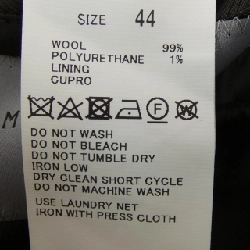 SIZE 44
WOOL 99%
POLYURETHANE 1%
LINING
CUPRO
F
DO NOT WASH
DO NOT BLEACH
DO NOT TUMBLE DRY
IRON LOW
DRY CLEAN SHORT CYCLE
DO NOT MACHINE WASH
USE LAUNDRY NET
IRON WITH PRESS CLOTH
M